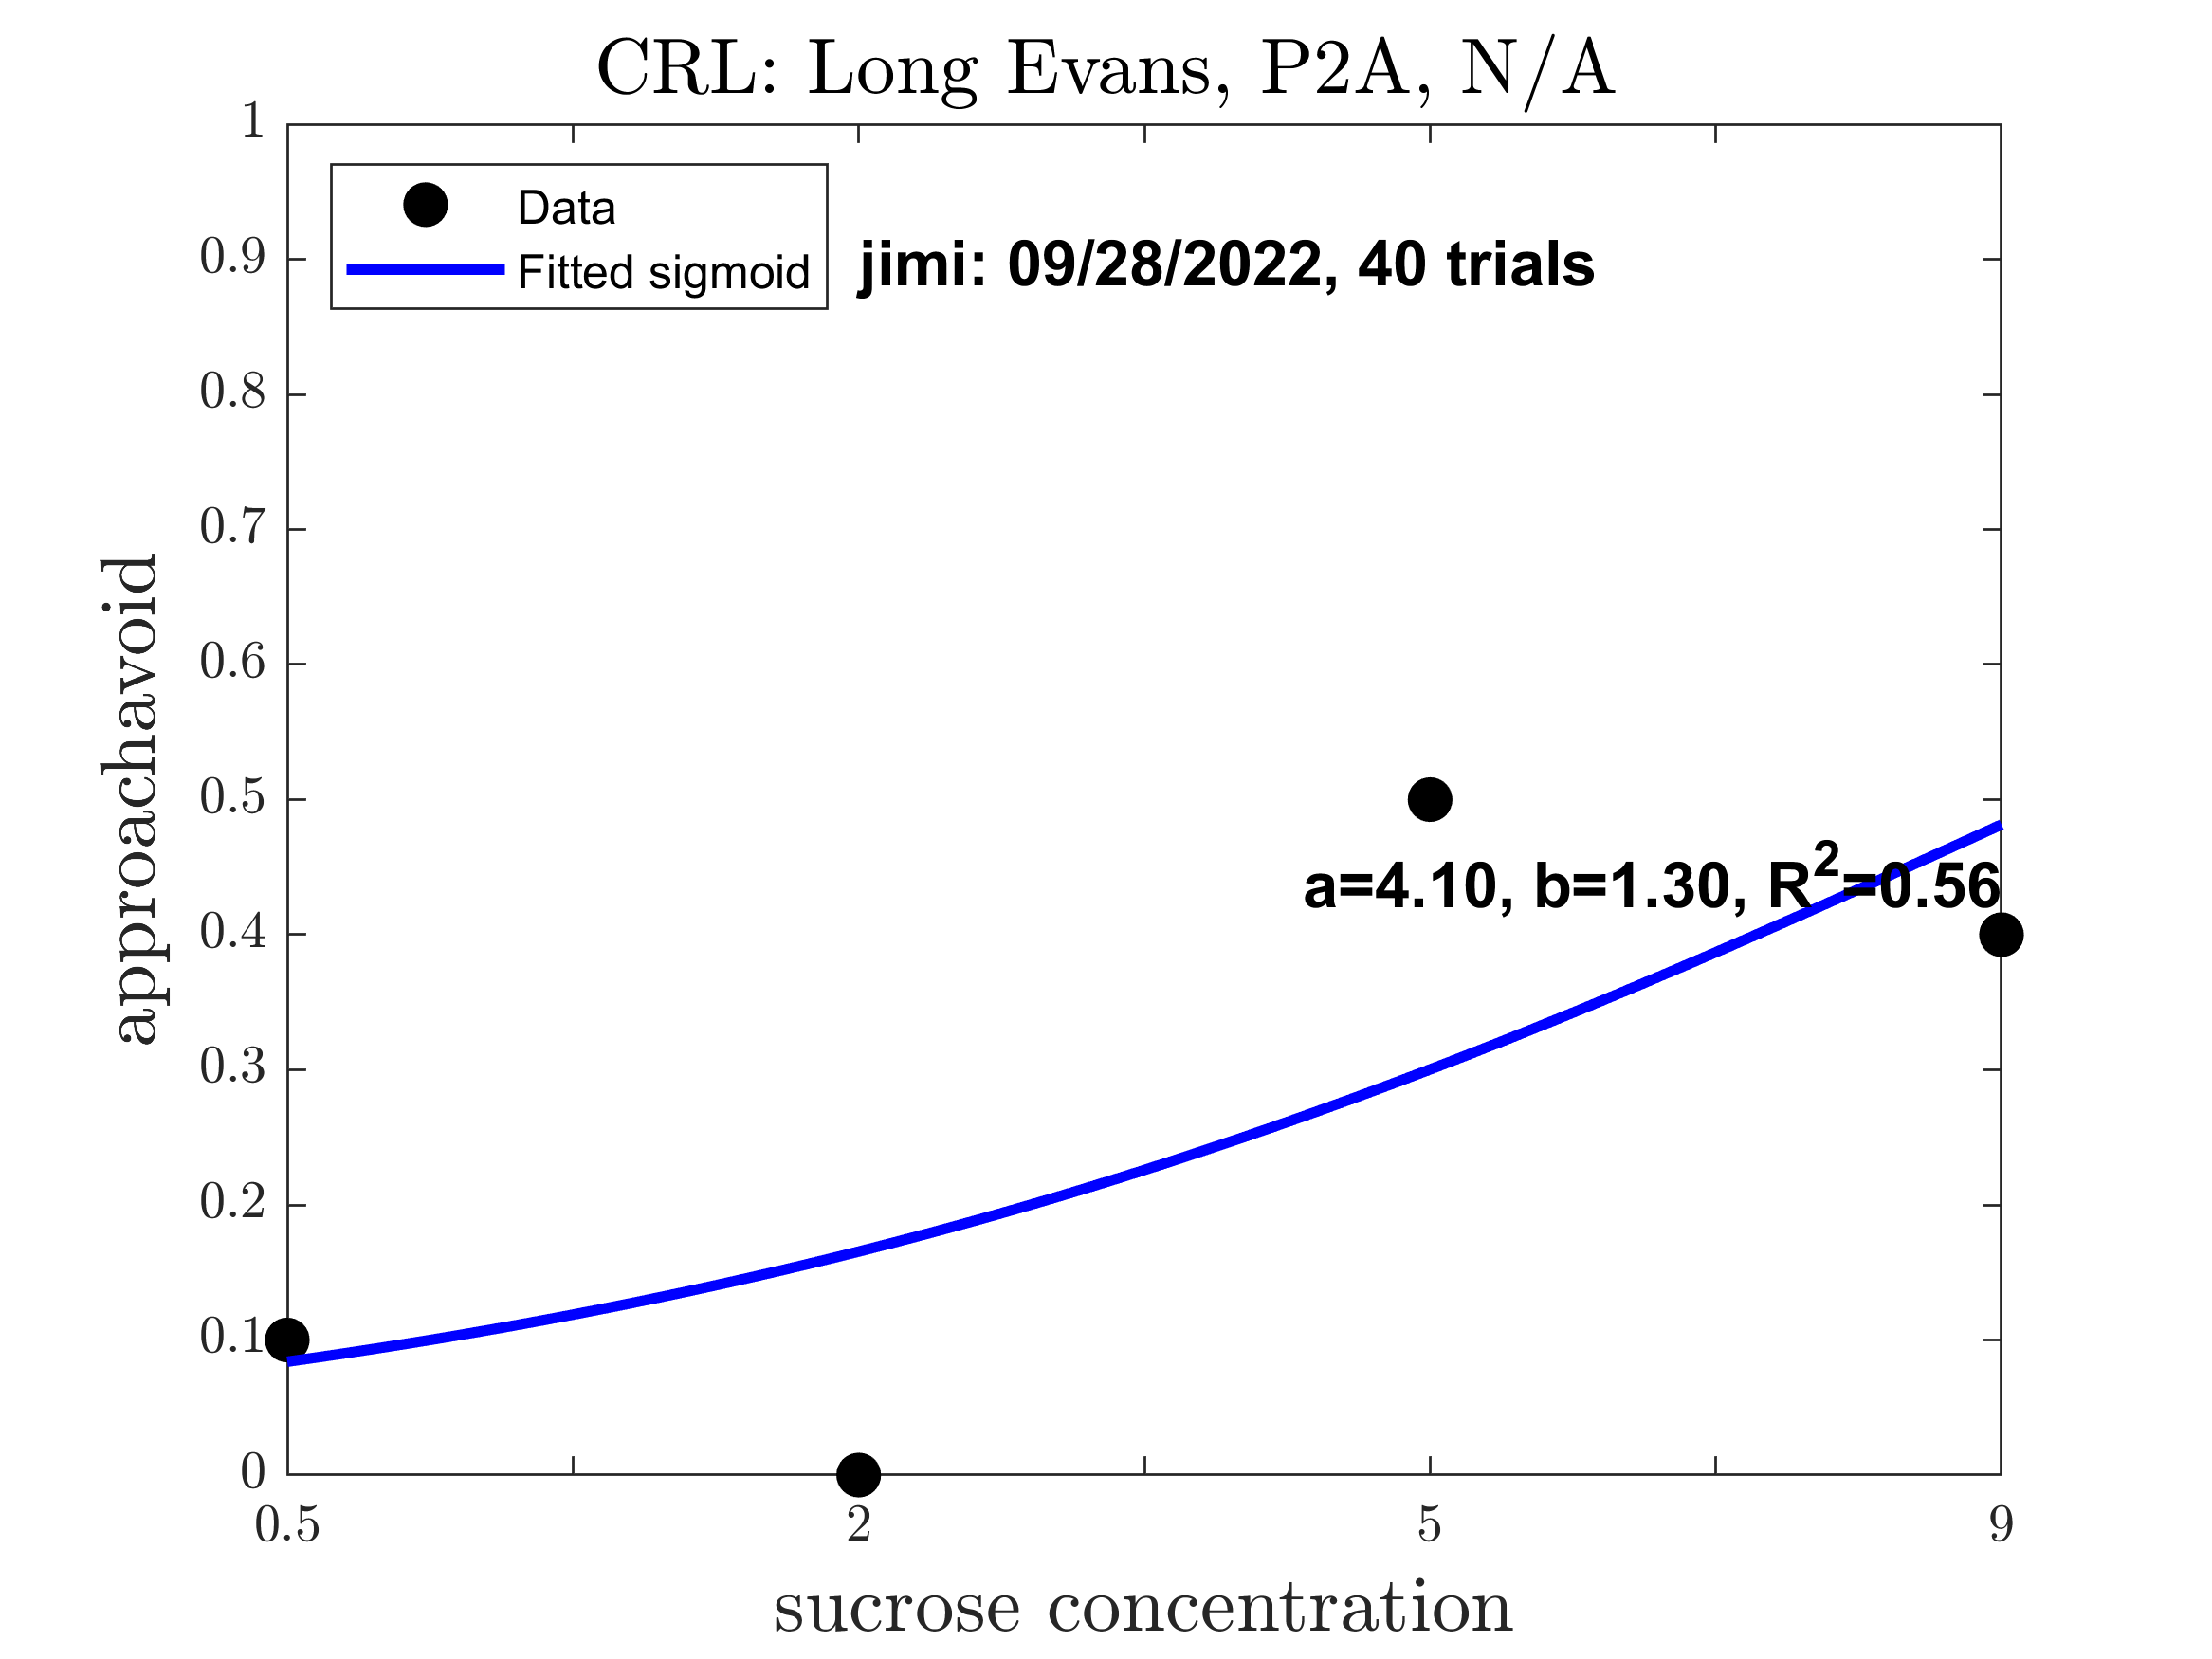 CRL: Long Evans, P2A, N/A
1
0.9
0.8
0.7
0.6
0.5
0.4
0.3
0.2
0.1
0
approachavoid
Data
Fitted sigmoid
jimi: 09/28/2022, 40 trials
a=4.10, b=1.30, R²=0.56
0.5 2 5 9
sucrose concentration